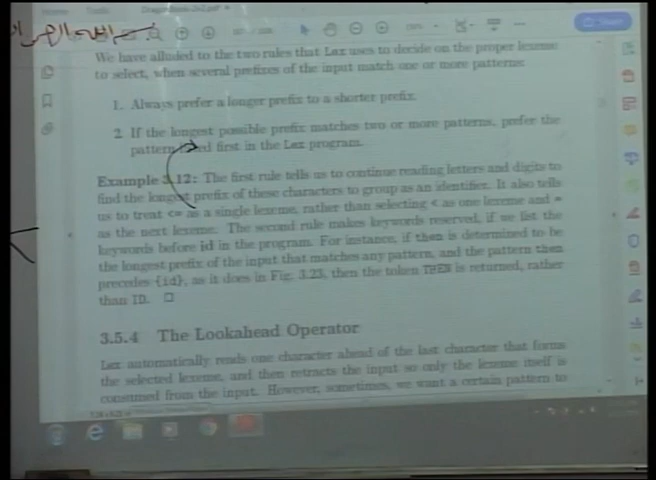 بسم الله الر
We have alluded to the two rules that Lex uses to decide on the proper lexeme
to select, when several prefixes of the input match one or more patterns:
1. Always prefer a longer prefix to a shorter prefix.
2. If the longest possible prefix matches two or more patterns, prefer the
pattern listed first in the Lex program.
Example 3.12: The first rule tells us to continue reading letters and digits to
find the longest prefix of these characters to group as an identifier. It also tells
us to treat <= as a single lexeme, rather than selecting < as one lexeme and =
as the next lexeme. The second rule makes keywords reserved, if we list the
keywords before id in the program. For instance, if then is determined to be
the longest prefix of the input that matches any pattern, and the pattern then
precedes {id}, as it does in Fig. 3.23, then the token THEN is returned, rather
than ID. □
3.5.4 The Lookahead Operator
Lex automatically reads one character ahead of the last character that forms
the selected lexeme, and then retracts the input so only the lexeme itself is
consumed from the input. However, sometimes, we want a certain pattern to